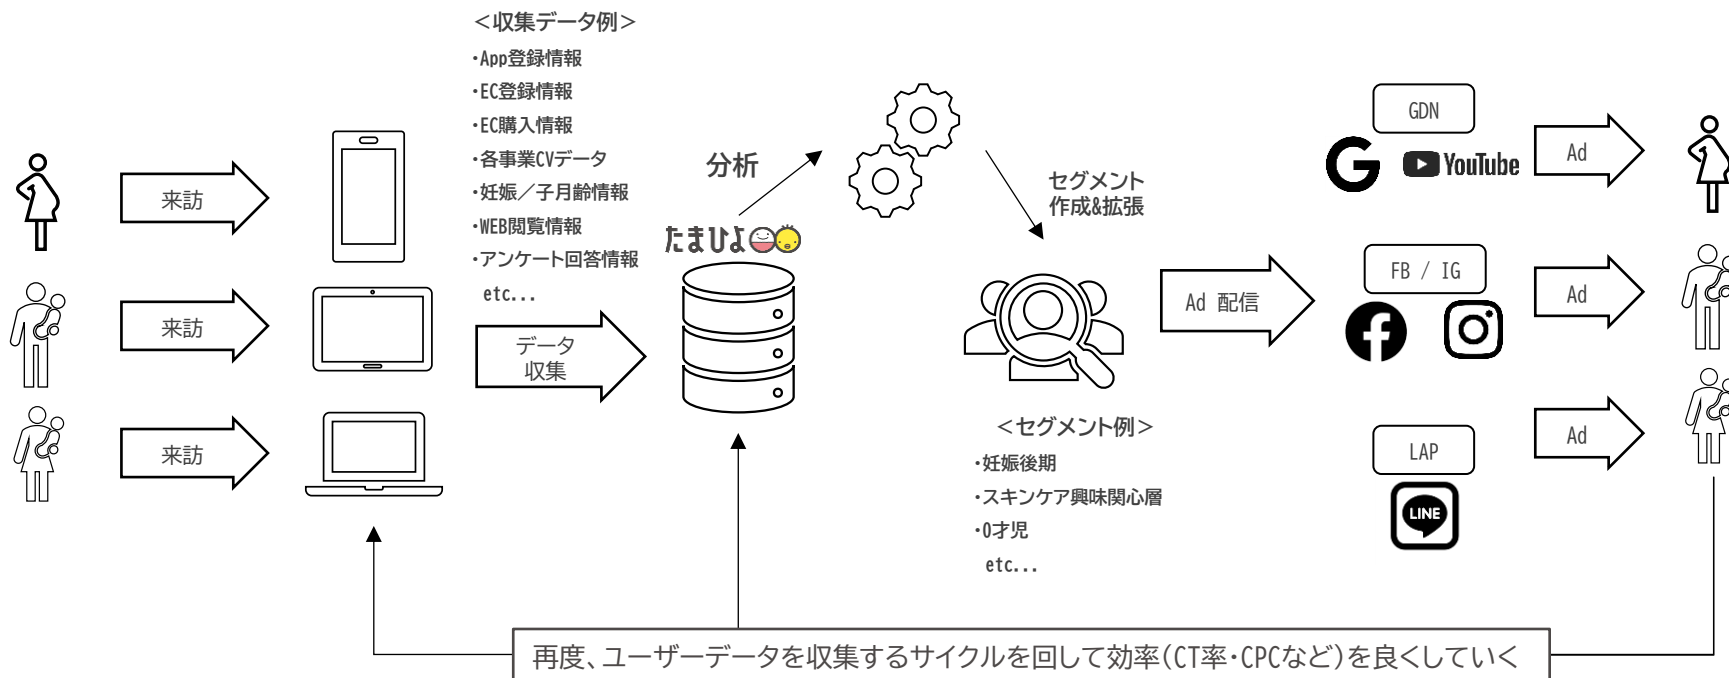 ＜収集データ例＞
・App登録情報
・EC登録情報
・EC購入情報
・各事業CVデータ
・妊娠／子月齢情報
・WEB閲覧情報
・アンケート回答情報
etc...
来訪
来訪
来訪
データ
収集
分析
たまひよ
セグメント
作成&拡張
＜セグメント例＞
・妊娠後期
・スキンケア興味関心層
・0才児
etc...
Ad 配信
GDN
G
YouTube
FB / IG
f
LAP
LINE
Ad
Ad
Ad
再度、ユーザーデータを収集するサイクルを回して効率(CT率・CPCなど)を良くしていく